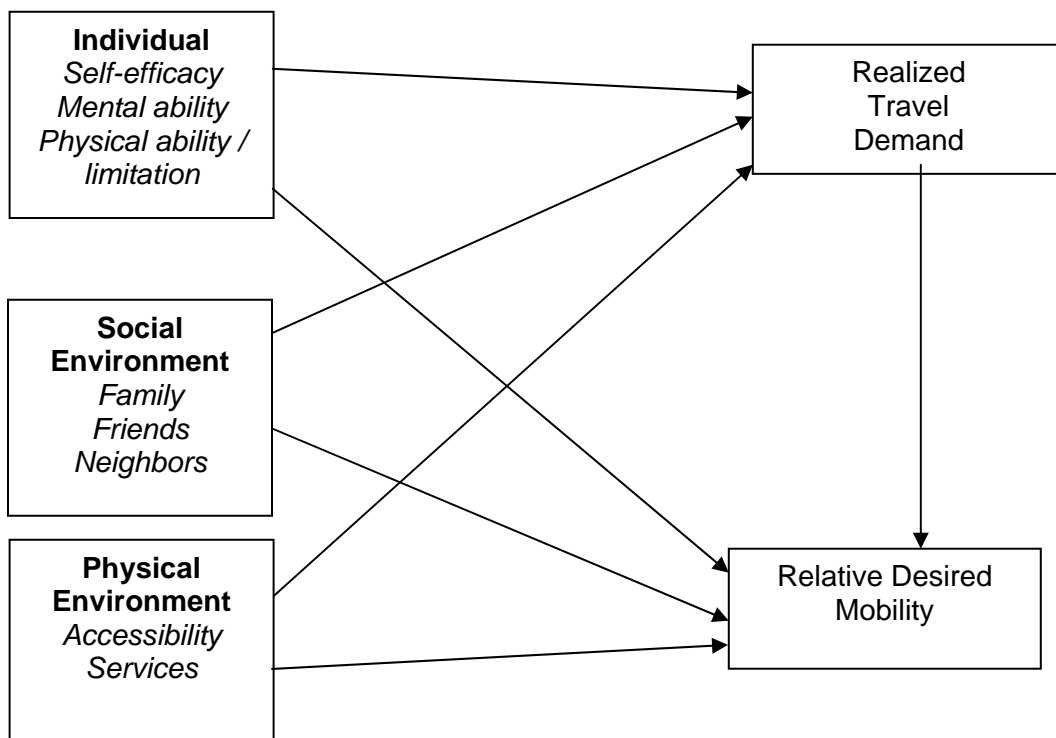 Individual
Self-efficacy
Mental ability
Physical ability /
limitation
Social
Environment
Family
Friends
Neighbors
Physical
Environment
Accessibility
Services
Realized
Travel
Demand
Relative Desired
Mobility